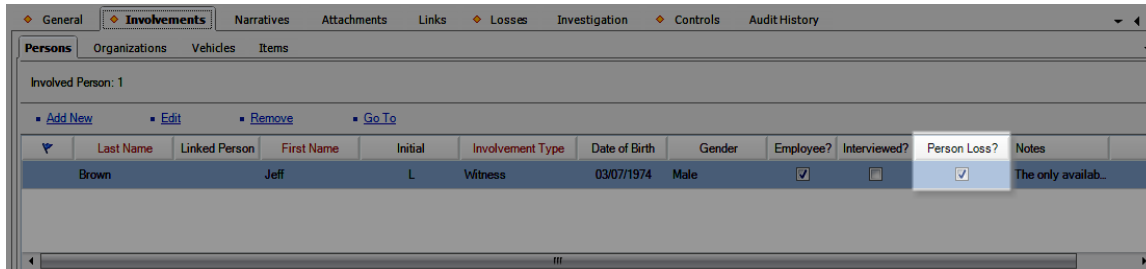 General Involvements Narratives Attachments Links Losses Investigation Controls Audit History
Persons Organizations Vehicles Items
Involved Person: 1
Add New Edit Remove Go To
Last Name Linked Person First Name Initial Involvement Type Date of Birth Gender Employee? Interviewed? Person Loss? Notes
Brown Jeff L Witness 03/07/1974 Male The only availab...